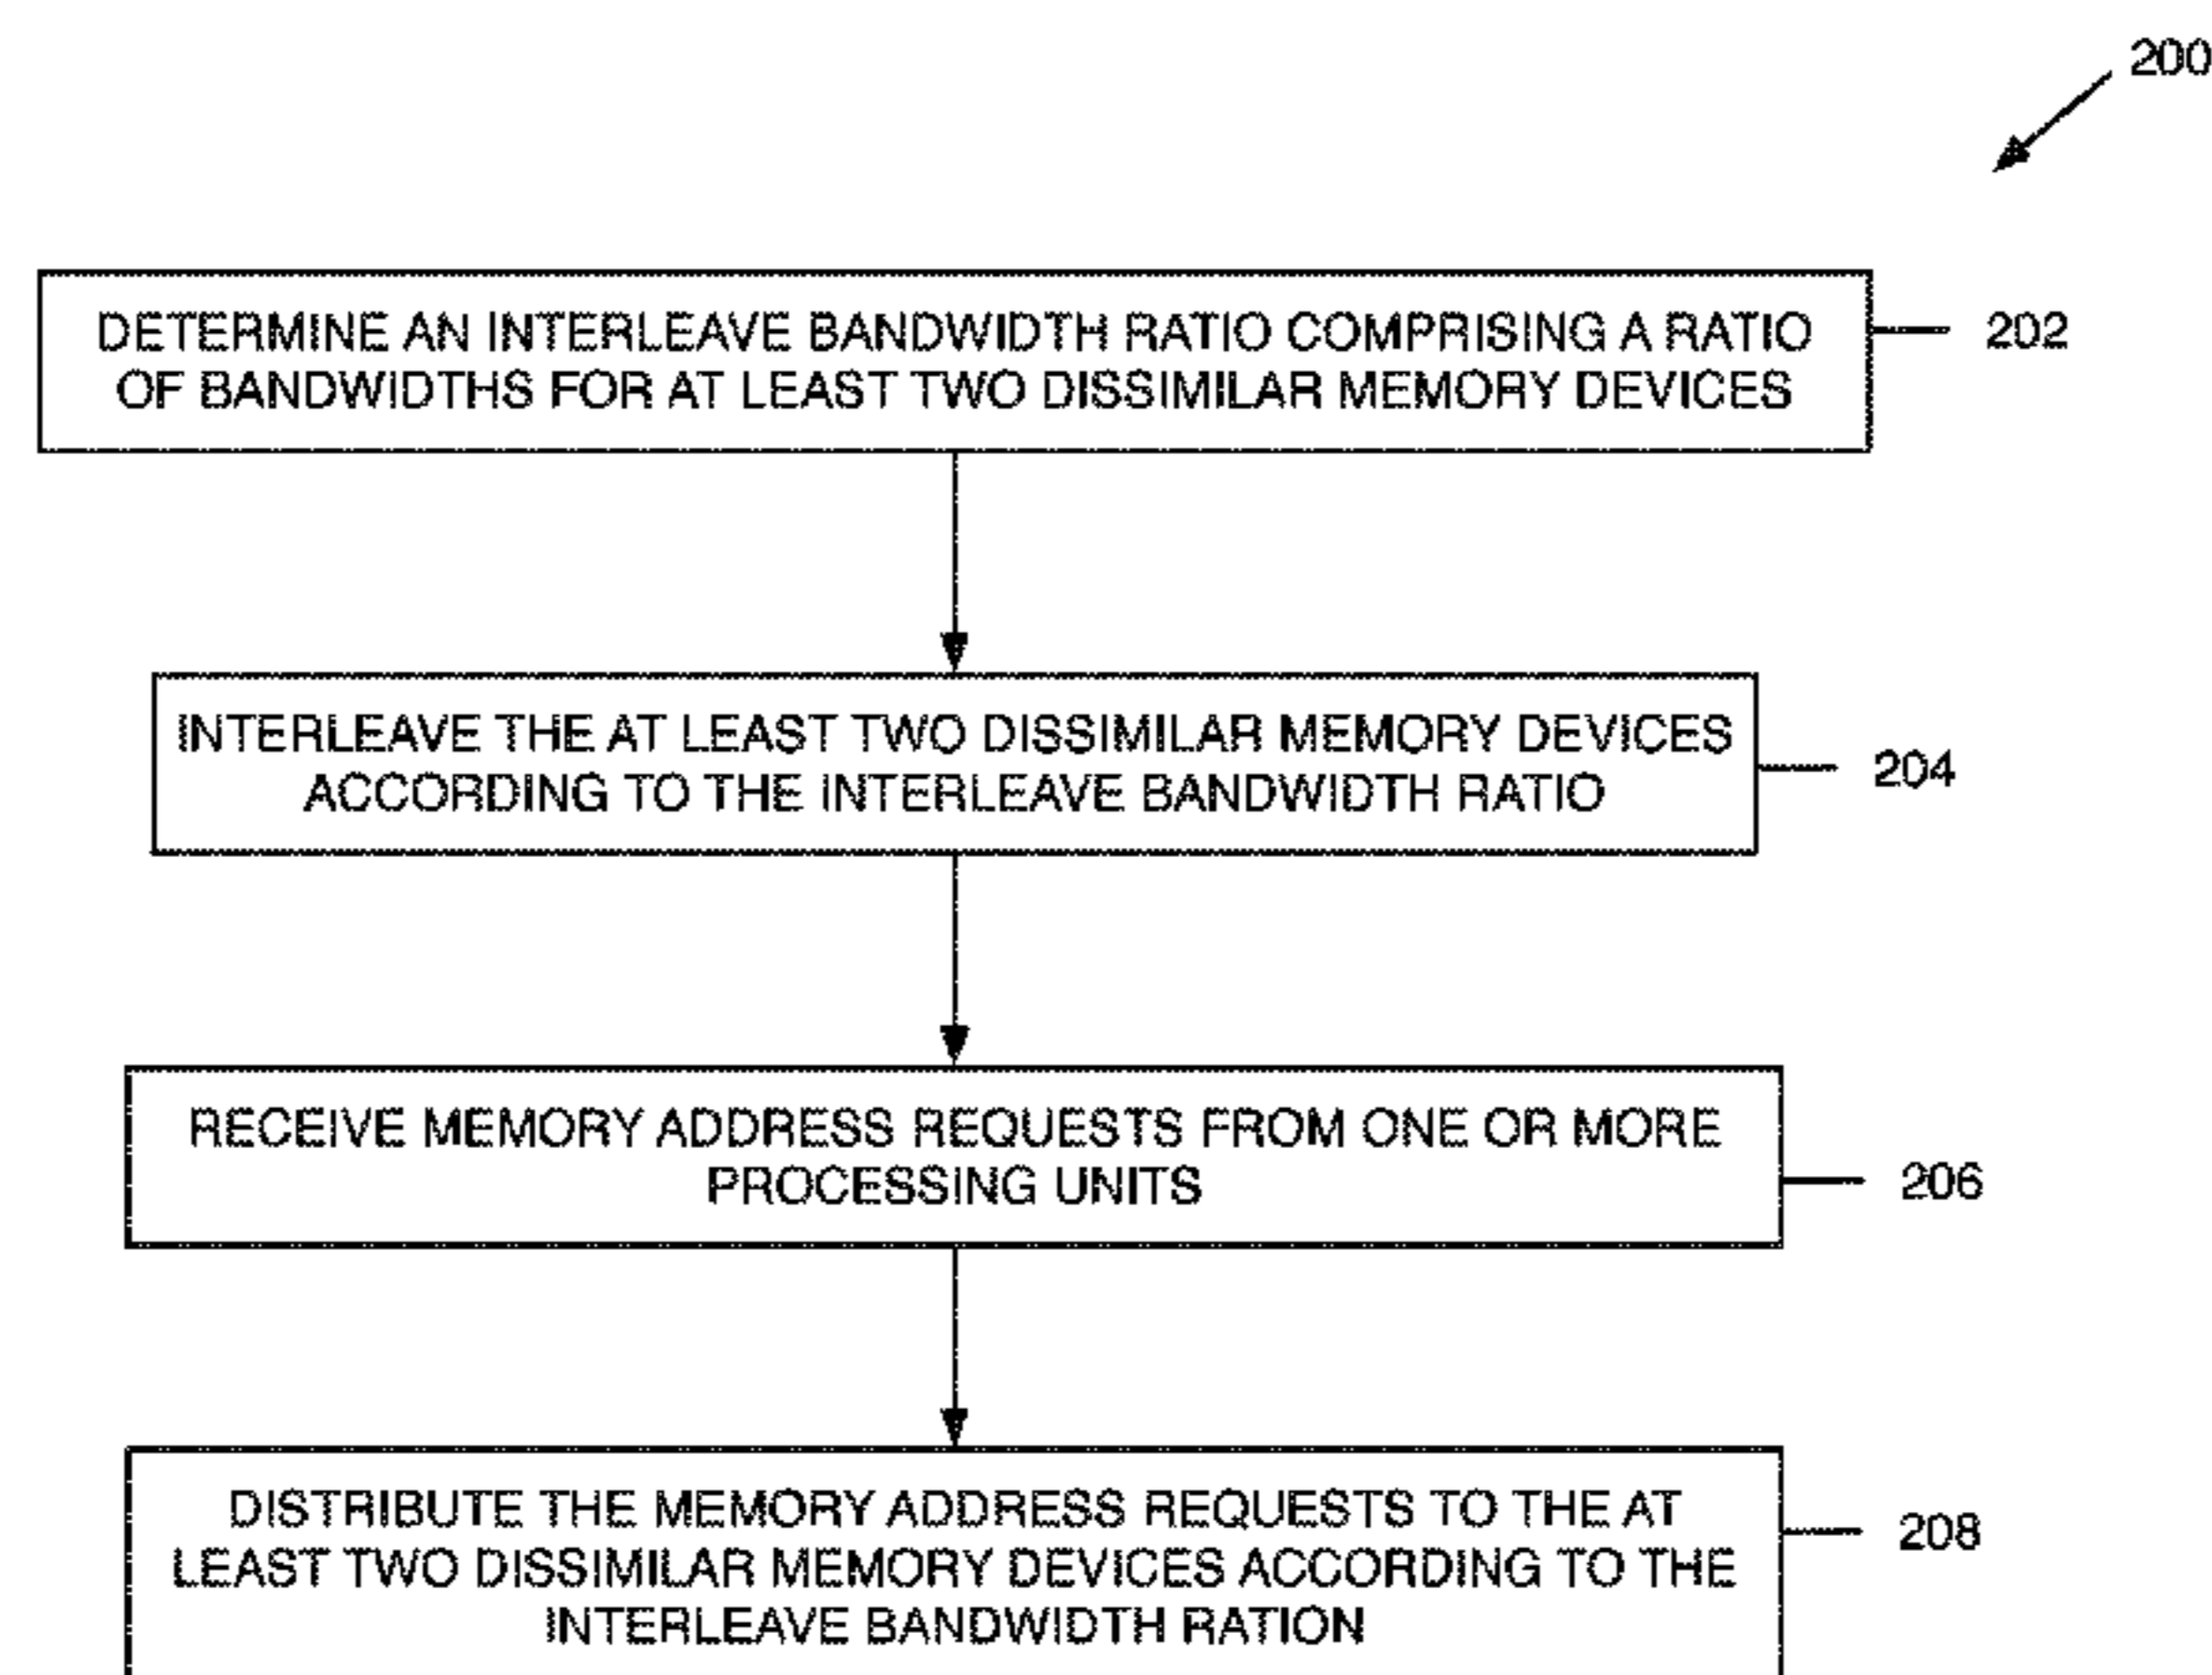 200
DETERMINE AN INTERLEAVE BANDWIDTH RATIO COMPRISING A RATIO
OF BANDWIDTHS FOR AT LEAST TWO DISSIMILAR MEMORY DEVICES
202
INTERLEAVE THE AT LEAST TWO DISSIMILAR MEMORY DEVICES
ACCORDING TO THE INTERLEAVE BANDWIDTH RATIO
204
RECEIVE MEMORY ADDRESS REQUESTS FROM ONE OR MORE
PROCESSING UNITS
206
DISTRIBUTE THE MEMORY ADDRESS REQUESTS TO THE AT
LEAST TWO DISSIMILAR MEMORY DEVICES ACCORDING TO THE
INTERLEAVE BANDWIDTH RATION
208